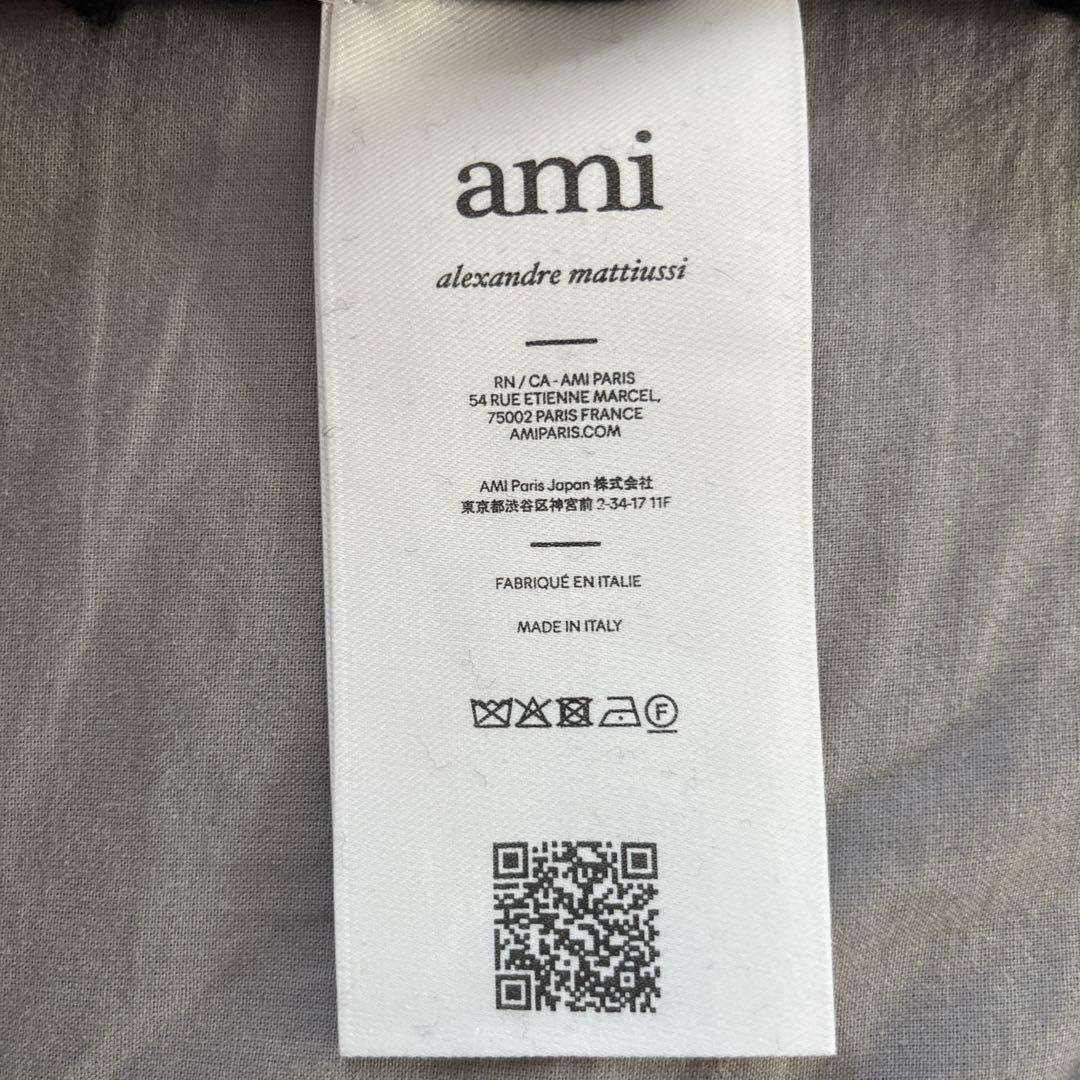 ami
alexandre mattiussi
RN / CA - AMI PARIS
54 RUE ETIENNE MARCEL,
75002 PARIS FRANCE
AMIPARIS.COM
AMI Paris Japan 株式会社
東京都渋谷区神宮前 2-34-17 11F
FABRIQUÉ EN ITALIE
MADE IN ITALY
F